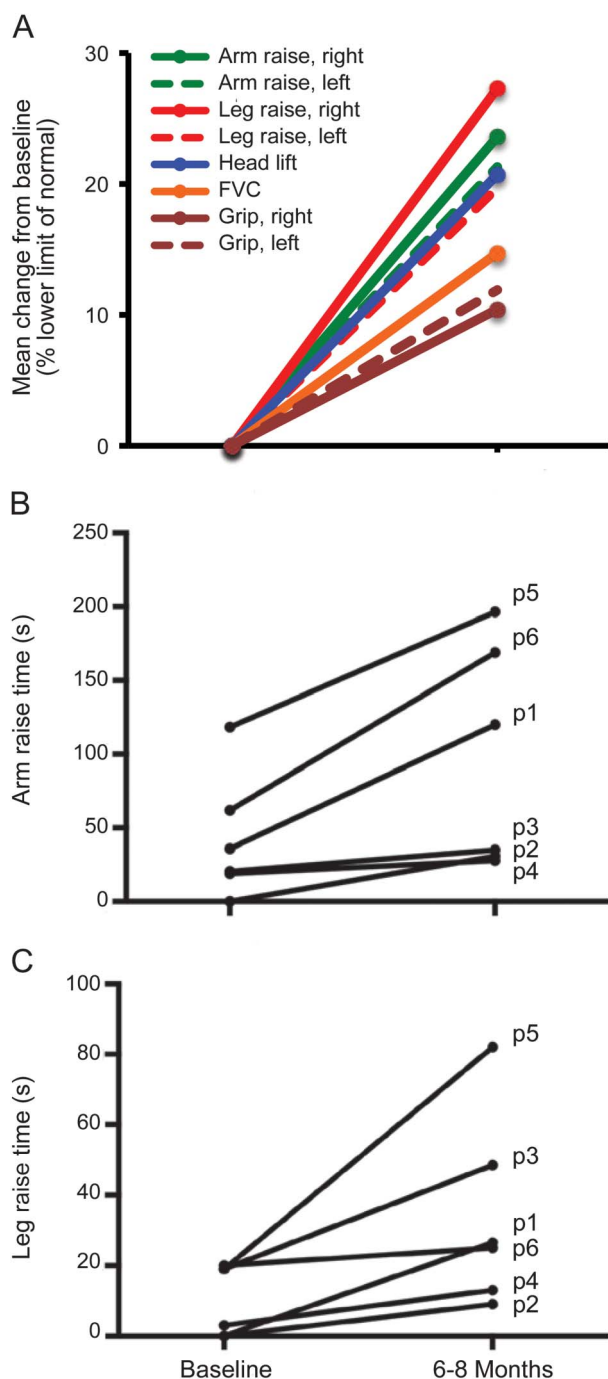 A
Mean change from baseline
(% lower limit of normal)
30
20
10
0
Arm raise, right
Arm raise, left
Leg raise, right
Leg raise, left
Head lift
FVC
Grip, right
Grip, left
B
Arm raise time (s)
250
200
150
100
50
0
p5
p6
p1
p3
p2
p4
C
Leg raise time (s)
100
80
60
40
20
0
p5
p3
p1
p6
p4
p2
Baseline
6-8 Months